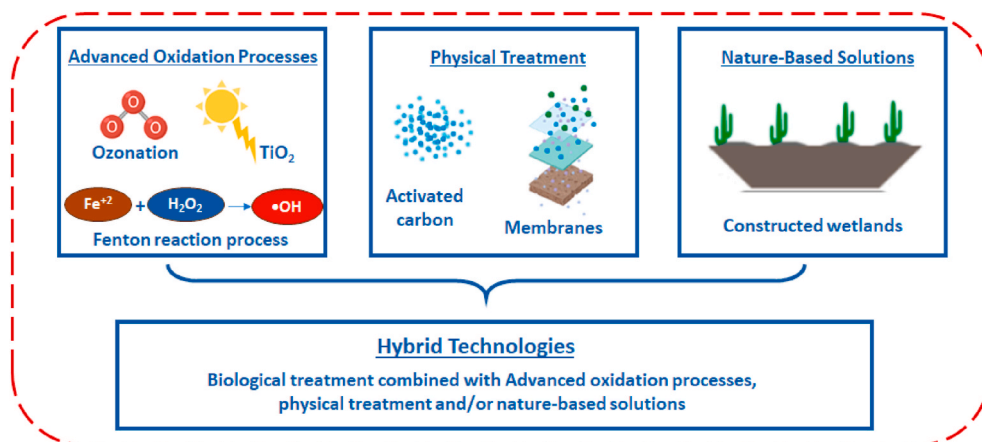 Advanced Oxidation Processes
O
O
O
Ozonation
TiO₂
Fe⁺²
+
H₂O₂
•OH
Fenton reaction process
Physical Treatment
Activated
carbon
Membranes
Nature-Based Solutions
Constructed wetlands
Hybrid Technologies
Biological treatment combined with Advanced oxidation processes,
physical treatment and/or nature-based solutions